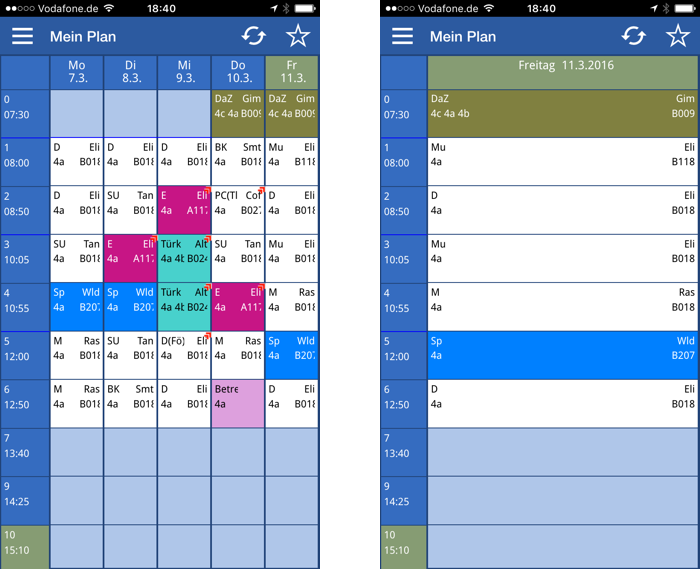 Vodafone.de 18:40
Mein Plan
Mo Di Mi Do Fr
7.3. 8.3. 9.3. 10.3. 11.3.
0 DaZ Gim DaZ Gim
07:30 4c 4a B009 4c 4a B009
1 D Eli D Eli D Eli BK Smt Mu Eli
08:00 4a B018 4a B018 4a B018 4a B018 4a B118
2 D Eli SU Tan E Eli PC(Tl Cof D Eli
08:50 4a B018 4a B018 4a A117 4a B027 4a B018
3 SU Tan E Eli Türk Alt SU Tan Mu Eli
10:05 4a B018 4a A117 4a 4b B024 4a B018 4a B018
4 Sp Wld Sp Wld Türk Alt E Eli M Ras
10:55 4a B207 4a B207 4a 4b B024 4a A117 4a B018
5 M Ras SU Tan D(Fö) Eli M Ras Sp Wld
12:00 4a B018 4a B018 4a B018 4a B018 4a B207
6 M Ras BK Smt D Eli Betre D Eli
12:50 4a B018 4a B018 4a B018 4a 4a B018
7
13:40
9
14:25
10
15:10
Vodafone.de 18:40
Mein Plan
Freitag 11.3.2016
0 DaZ Gim
07:30 4c 4a 4b B009
1 Mu Eli
08:00 4a B118
2 D Eli
08:50 4a B018
3 Mu Eli
10:05 4a B018
4 M Ras
10:55 4a B018
5 Sp Wld
12:00 4a B207
6 D Eli
12:50 4a B018
7
13:40
9
14:25
10
15:10